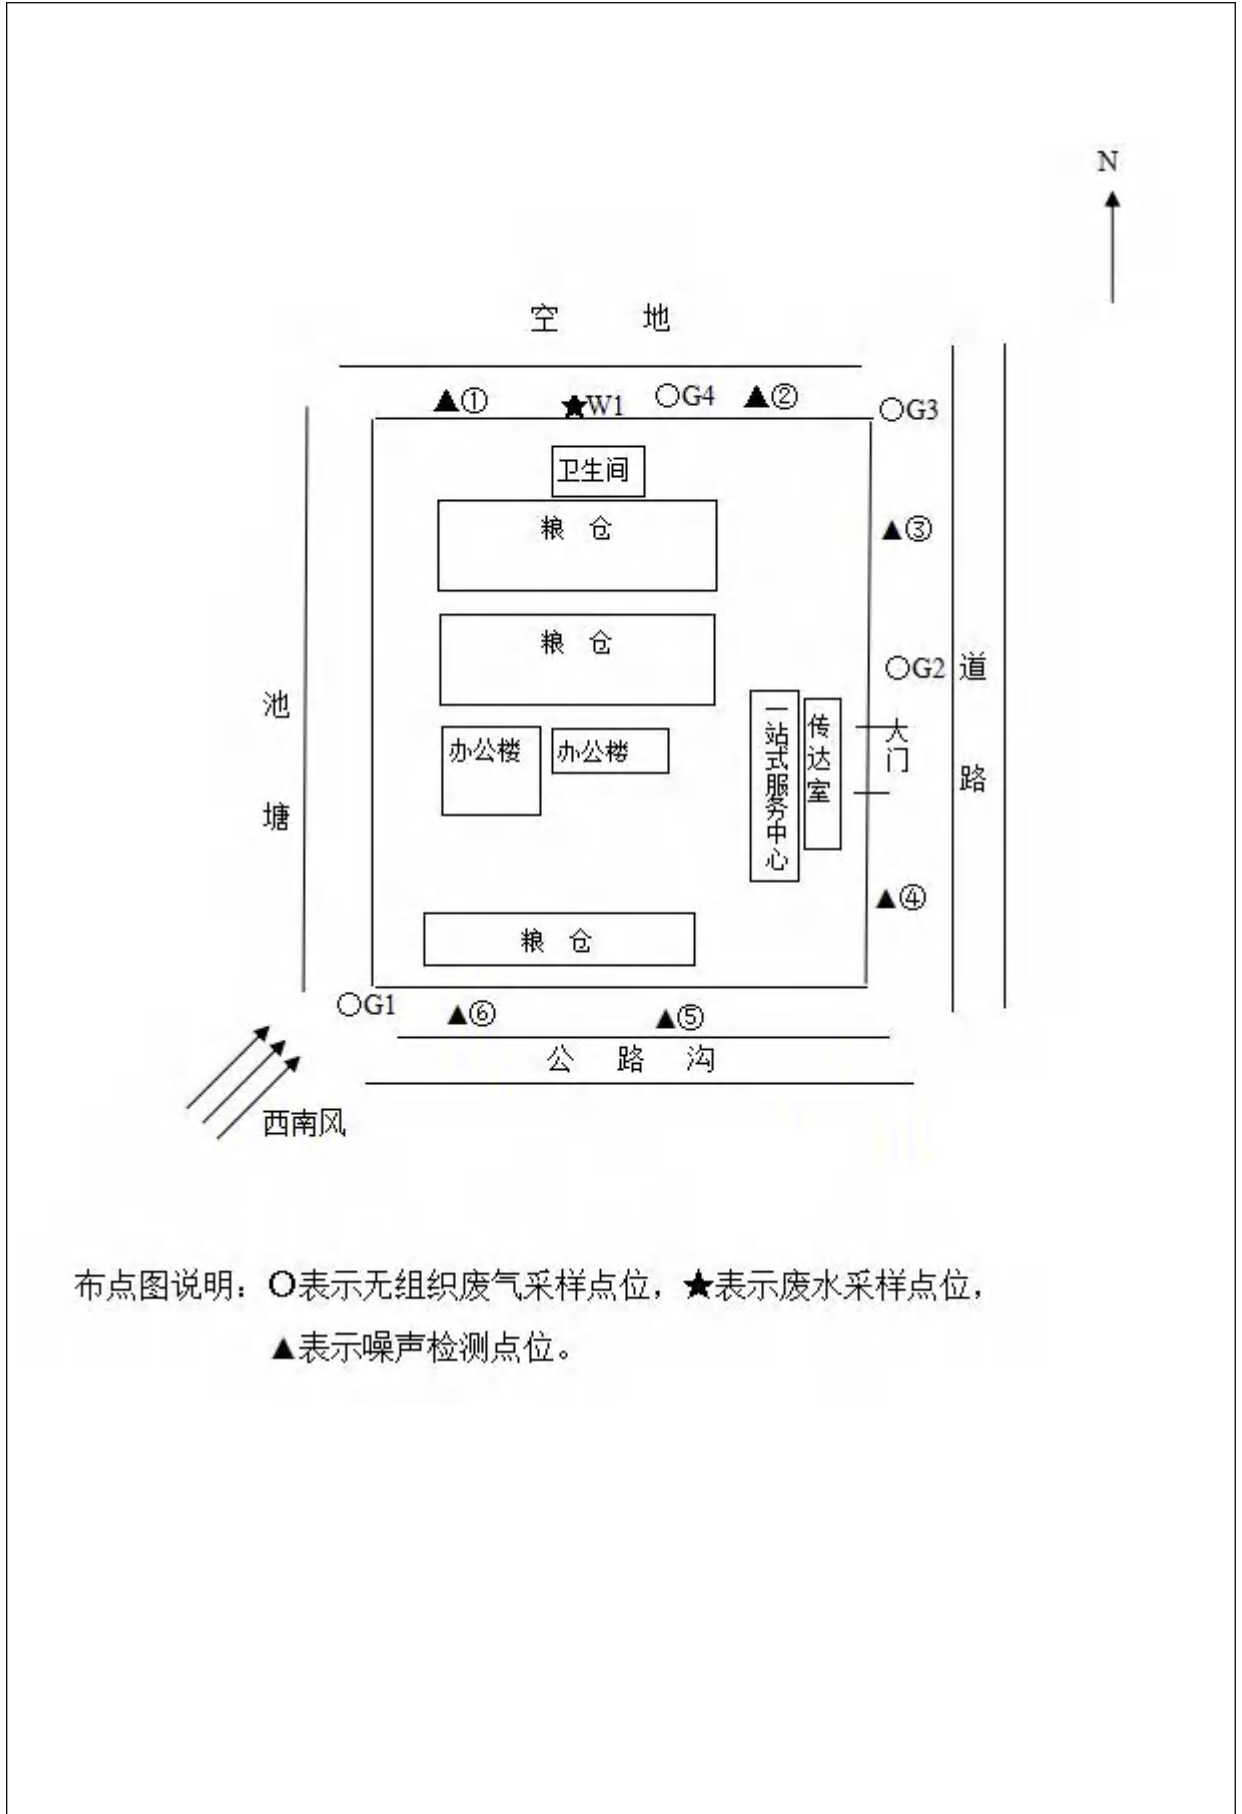 N
空 地
▲① ★W1 ○G4 ▲② ○G3
卫生间
粮 仓
▲③
粮 仓
○G2
道路
池塘
办公楼 办公楼
一站式服务中心
传达室
大门
▲④
粮 仓
○G1 ▲⑥ ▲⑤
公 路 沟
西南风
布点图说明：○表示无组织废气采样点位，★表示废水采样点位，
▲表示噪声检测点位。